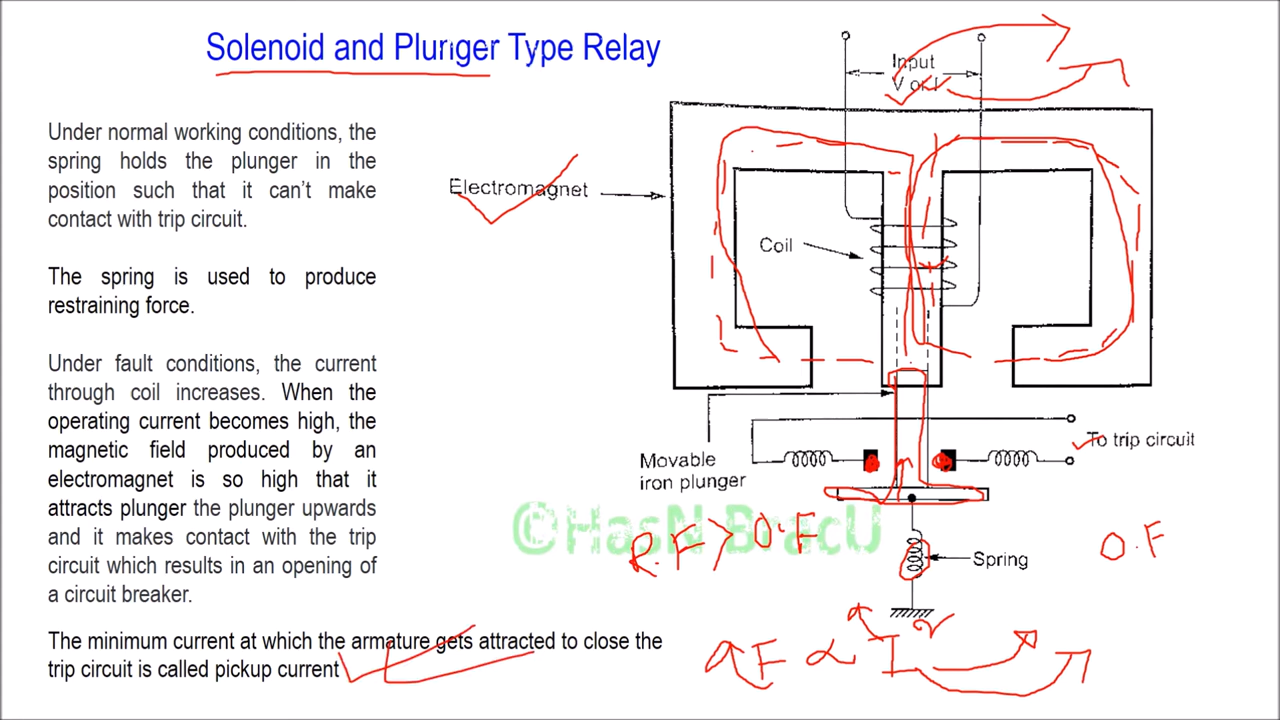 Solenoid and Plunger Type Relay
Under normal working conditions, the
spring holds the plunger in the
position such that it can't make
contact with trip circuit.
The spring is used to produce
restraining force.
Under fault conditions, the current
through coil increases. When the
operating current becomes high, the
magnetic field produced by an
electromagnet is so high that it
attracts plunger the plunger upwards
and it makes contact with the trip
circuit which results in an opening of
a circuit breaker.
The minimum current at which the armature gets attracted to close the
trip circuit is called pickup current
Input
V or I
Electromagnet
Coil
To trip circuit
Movable
iron plunger
©HasN BracU
R.F > O.F
O.F
Spring
F ∝ I²